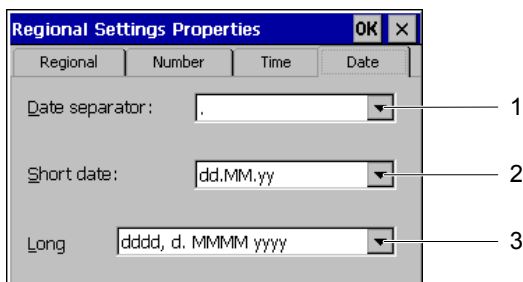 Regional Settings Properties OK ×
Regional Number Time Date
Date separator: . 1
Short date: dd.MM.yy 2
Long dddd, d. MMMM yyyy 3